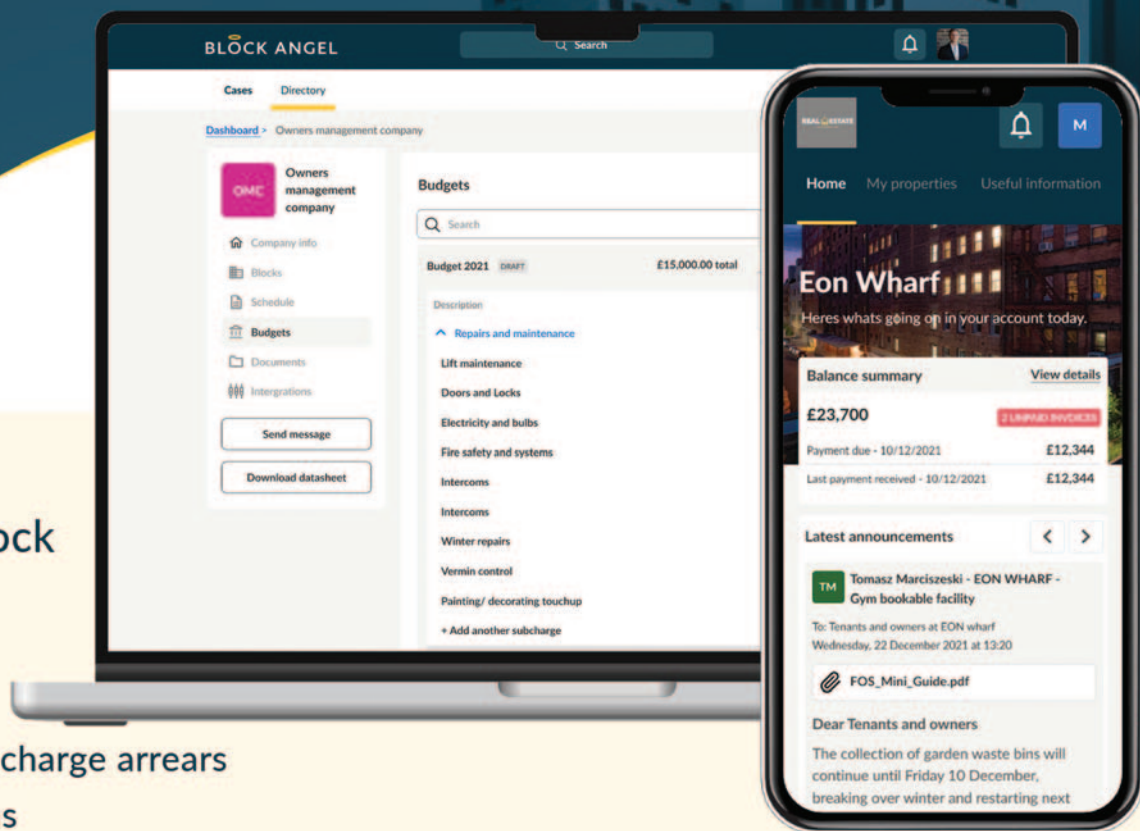 BLOCK ANGEL
Search
Cases Directory
Dashboard > Owners management company
OMC
Owners
management
company
Company info
Blocks
Schedule
Budgets
Documents
Intergrations
Send message
Download datasheet
Budgets
Search
Budget 2021 DRAFT £15,000.00 total
Description
Repairs and maintenance
Lift maintenance
Doors and Locks
Electricity and bulbs
Fire safety and systems
Intercoms
Intercoms
Winter repairs
Vermin control
Painting/ decorating touchup
+ Add another subcharge
REAL ESTATE
M
Home My properties Useful information
Eon Wharf
Heres whats going on in your account today.
Balance summary View details
£23,700 2 UNPAID INVOICES
Payment due - 10/12/2021 £12,344
Last payment received - 10/12/2021 £12,344
Latest announcements
TM
Tomasz Marciszeski - EON WHARF -
Gym bookable facility
To: Tenants and owners at EON wharf
Wednesday, 22 December 2021 at 13:20
FOS_Mini_Guide.pdf
Dear Tenants and owners
The collection of garden waste bins will
continue until Friday 10 December,
breaking over winter and restarting next
ock
charge arrears
s